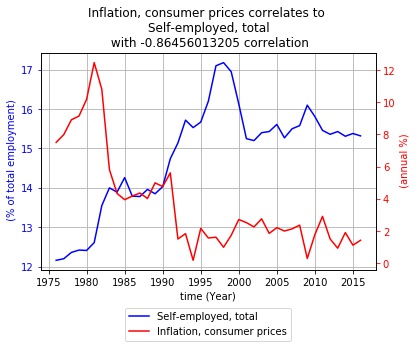 Inflation, consumer prices correlates to
Self-employed, total
with -0.86456013205 correlation
(% of total employment)
17
16
15
14
13
12
(annual %)
12
10
8
6
4
2
0
1975 1980 1985 1990 1995 2000 2005 2010 2015
time (Year)
Self-employed, total
Inflation, consumer prices